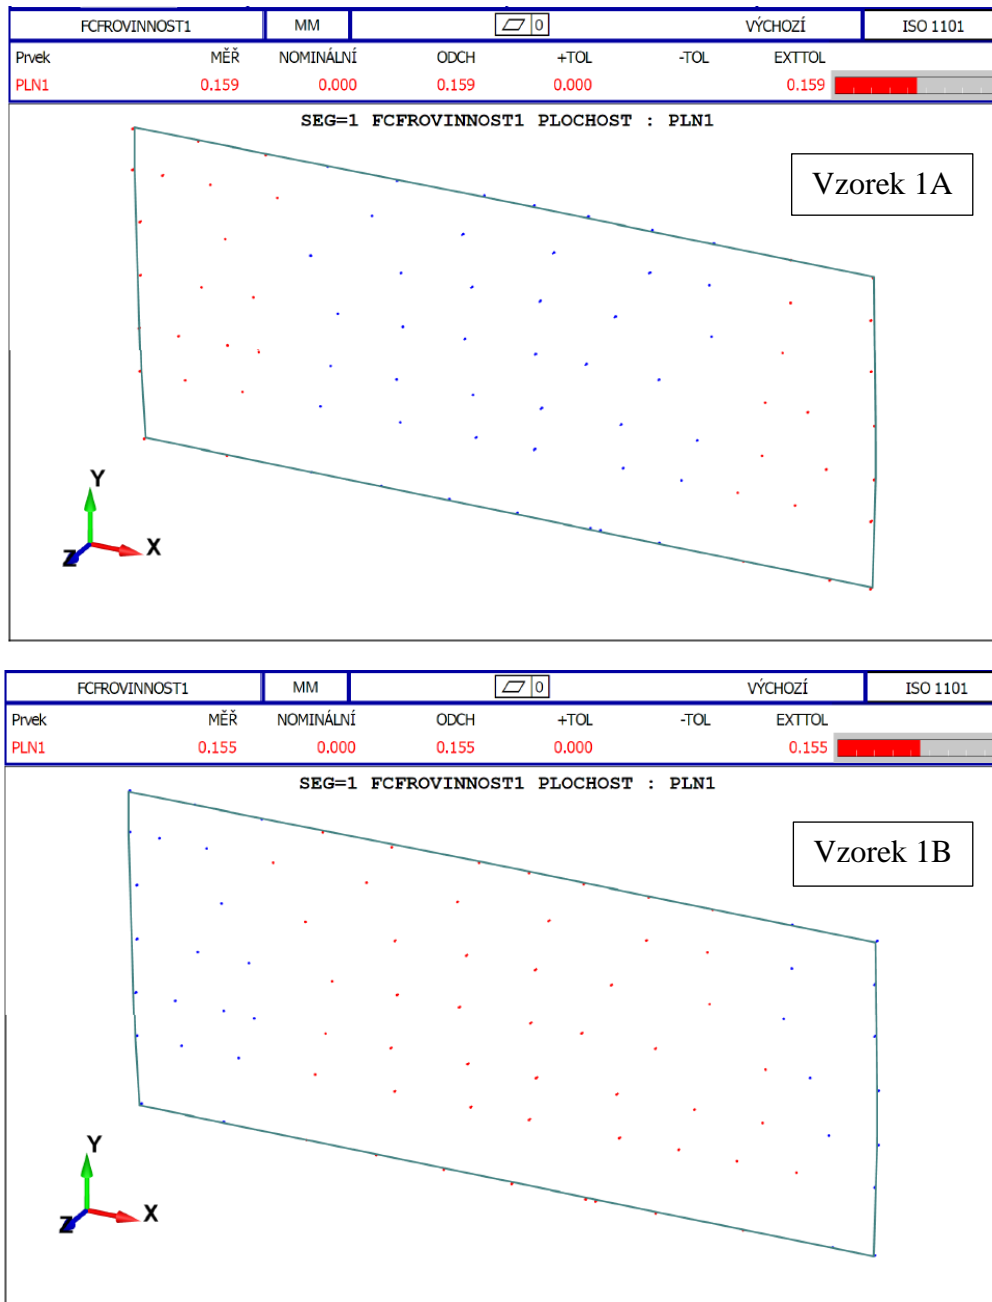 FCFROVINNOST1 MM 0 VÝCHOZÍ ISO 1101
Prvek MĚŘ NOMINÁLNÍ ODCH +TOL -TOL EXTTOL
PLN1 0.159 0.000 0.159 0.000 0.159
SEG=1 FCFROVINNOST1 PLOCHOST : PLN1
Vzorek 1A
Y
Z X
FCFROVINNOST1 MM 0 VÝCHOZÍ ISO 1101
Prvek MĚŘ NOMINÁLNÍ ODCH +TOL -TOL EXTTOL
PLN1 0.155 0.000 0.155 0.000 0.155
SEG=1 FCFROVINNOST1 PLOCHOST : PLN1
Vzorek 1B
Y
Z X